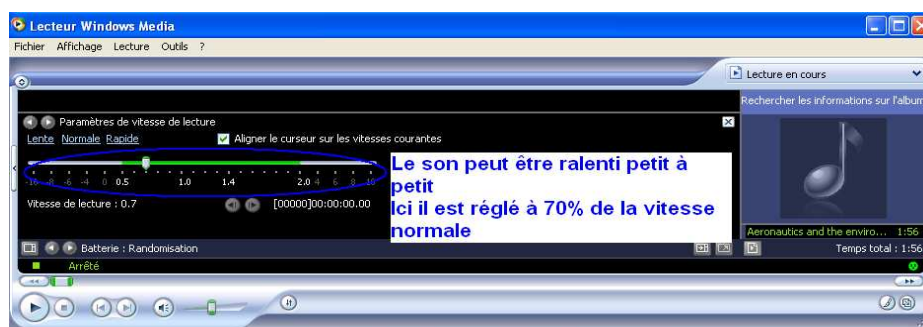 Lecteur Windows Media
Fichier Affichage Lecture Outils ?
Lecture en cours
Rechercher les informations sur l'album
Paramètres de vitesse de lecture
Lente Normale Rapide Aligner le curseur sur les vitesses courantes
-16 -8 -6 -4 0 0.5 1.0 1.4 2.0 4 6 8 16
Le son peut être ralenti petit à
petit
Ici il est réglé à 70% de la vitesse
normale
Vitesse de lecture : 0.7 [00000]00:00:00.00
Aeronautics and the enviro... 1:56
Batterie : Randomisation
Temps total : 1:56
Arrêté